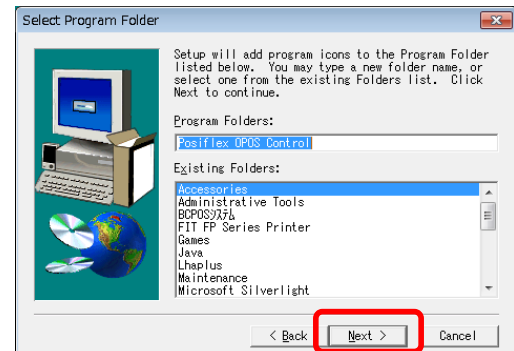 Select Program Folder
Setup will add program icons to the Program Folder
listed below.  You may type a new folder name, or
select one from the existing Folders list.  Click
Next to continue.
Program Folders:
Posiflex OPOS Control
Existing Folders:
Accessories
Administrative Tools
BCPOSｼｽﾃﾑ
FIT FP Series Printer
Games
Java
Lhaplus
Maintenance
Microsoft Silverlight
< Back
Next >
Cancel